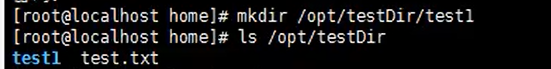 [root@localhost home]# mkdir /opt/testDir/test1
[root@localhost home]# ls /opt/testDir
test1  test.txt